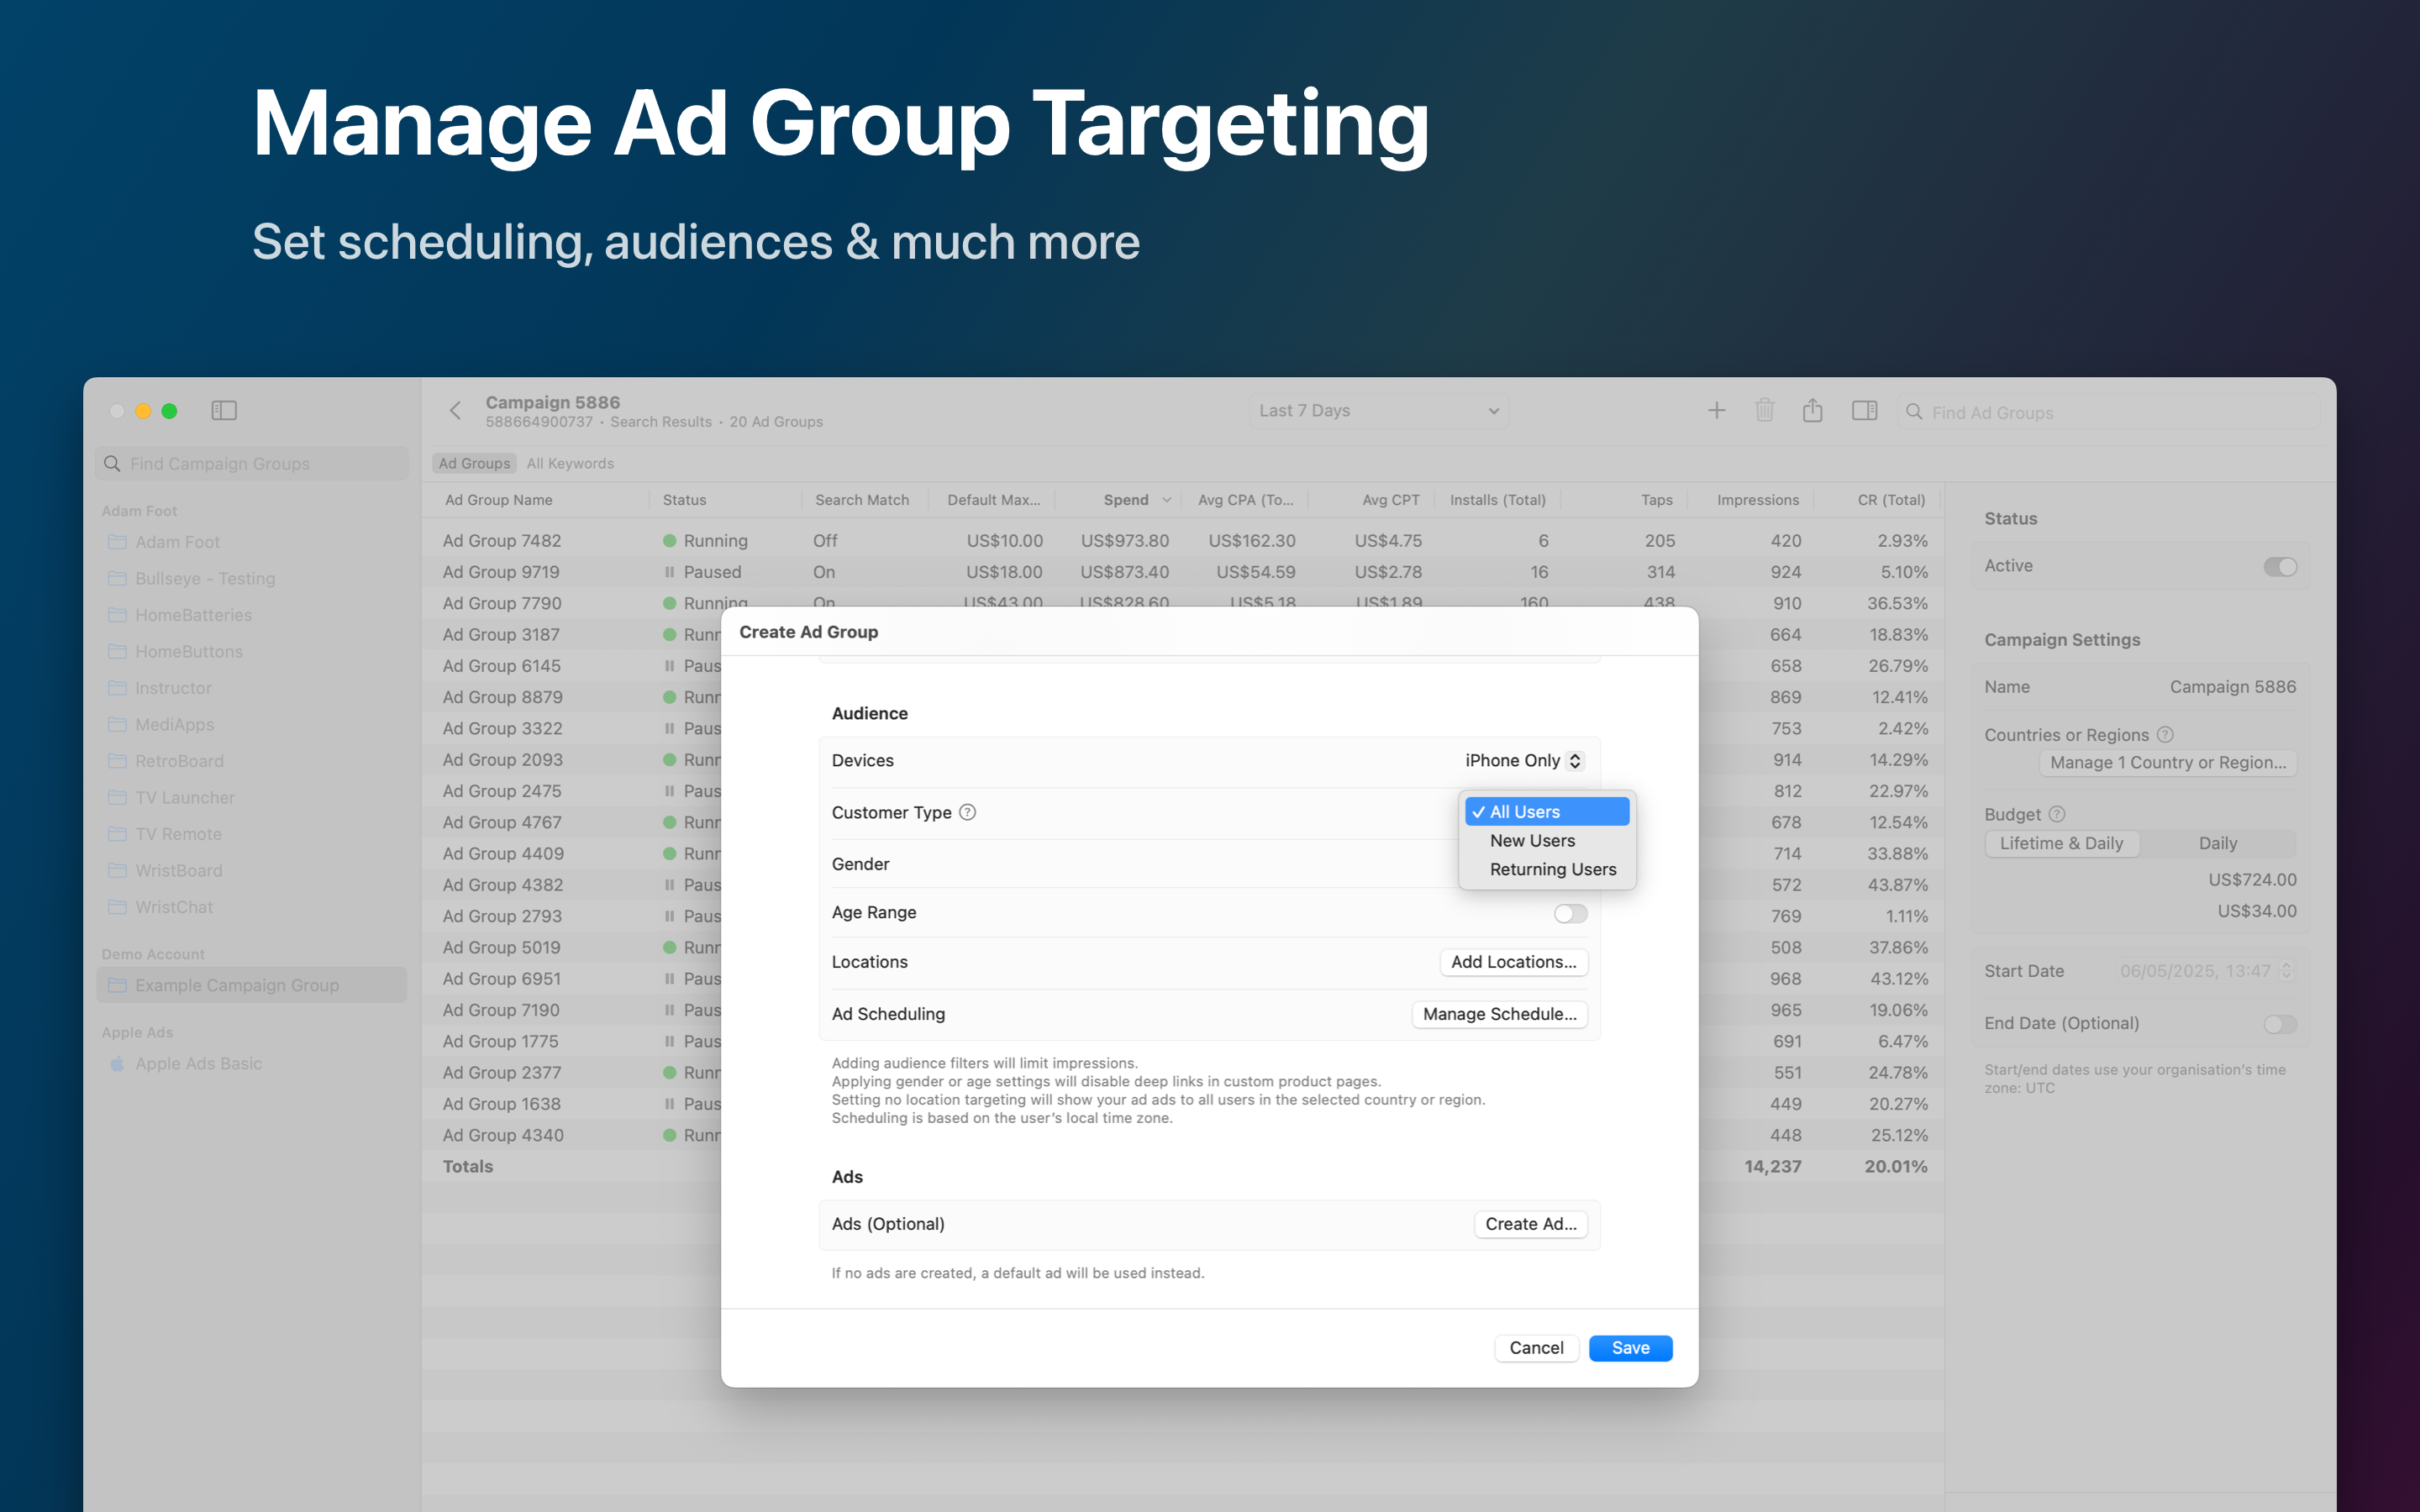 Manage Ad Group Targeting
Set scheduling, audiences & much more
Campaign 5886
588664900737 • Search Results • 20 Ad Groups
Last 7 Days
Find Ad Groups
Find Campaign Groups
Adam Foot
Adam Foot
Bullseye - Testing
HomeBatteries
HomeButtons
Instructor
MediApps
RetroBoard
TV Launcher
TV Remote
WristBoard
WristChat
Demo Account
Example Campaign Group
Apple Ads
Apple Ads Basic
Ad Groups All Keywords
Ad Group Name Status Search Match Default Max... Spend Avg CPA (To... Avg CPT Installs (Total) Taps Impressions CR (Total)
Ad Group 7482 Running Off US$10.00 US$973.80 US$162.30 US$4.75 6 205 420 2.93%
Ad Group 9719 Paused On US$18.00 US$873.40 US$54.59 US$2.78 16 314 924 5.10%
Ad Group 7790 Running On US$43.00 US$828.60 US$5.18 US$1.89 160 438 910 36.53%
Ad Group 3187 Runn 664 18.83%
Ad Group 6145 Paus 658 26.79%
Ad Group 8879 Runn 869 12.41%
Ad Group 3322 Paus 753 2.42%
Ad Group 2093 Runn 914 14.29%
Ad Group 2475 Paus 812 22.97%
Ad Group 4767 Runn 678 12.54%
Ad Group 4409 Runn 714 33.88%
Ad Group 4382 Paus 572 43.87%
Ad Group 2793 Paus 769 1.11%
Ad Group 5019 Runn 508 37.86%
Ad Group 6951 Paus 968 43.12%
Ad Group 7190 Paus 965 19.06%
Ad Group 1775 Paus 691 6.47%
Ad Group 2377 Runn 551 24.78%
Ad Group 1638 Paus 449 20.27%
Ad Group 4340 Runn 448 25.12%
Totals 14,237 20.01%
Create Ad Group
Audience
Devices iPhone Only
Customer Type ?
All Users
New Users
Returning Users
Gender
Age Range
Locations Add Locations...
Ad Scheduling Manage Schedule...
Adding audience filters will limit impressions.
Applying gender or age settings will disable deep links in custom product pages.
Setting no location targeting will show your ad ads to all users in the selected country or region.
Scheduling is based on the user's local time zone.
Ads
Ads (Optional) Create Ad...
If no ads are created, a default ad will be used instead.
Cancel Save
Status
Active
Campaign Settings
Name Campaign 5886
Countries or Regions ?
Manage 1 Country or Region...
Budget ?
Lifetime & Daily Daily
US$724.00
US$34.00
Start Date 06/05/2025, 13:47
End Date (Optional)
Start/end dates use your organisation's time
zone: UTC